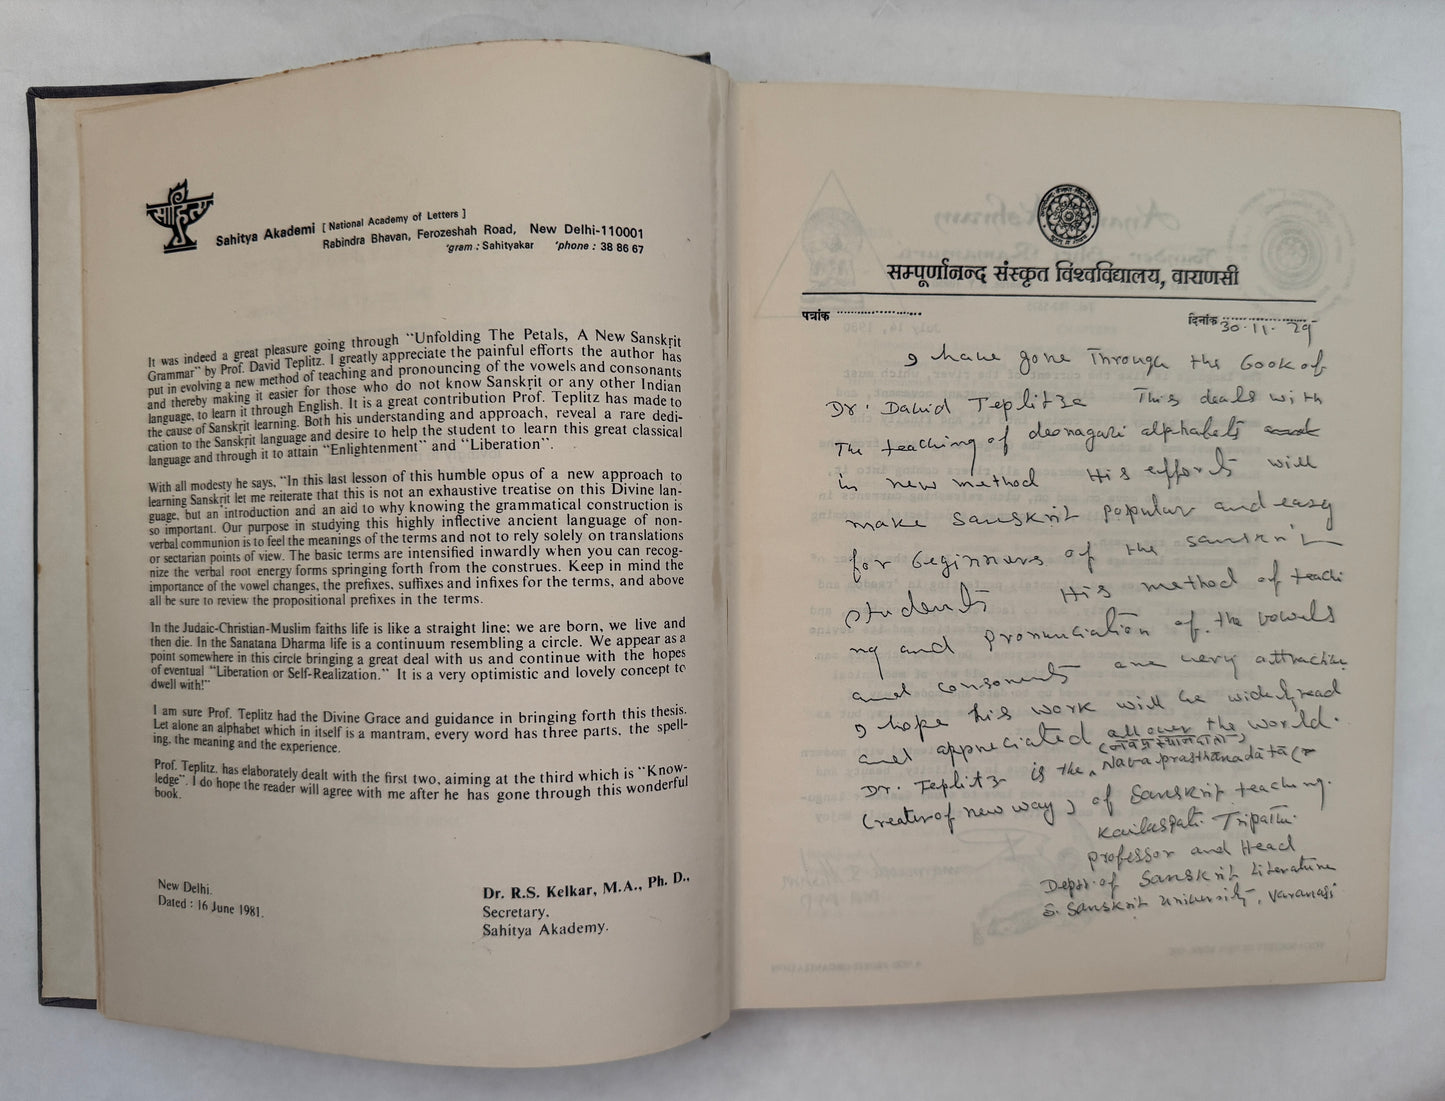 साहित्य
Sahitya Akademi [ National Academy of Letters ]
Rabindra Bhavan, Ferozeshah Road, New Delhi-110001
'gram : Sahityakar 'phone : 38 86 67
It was indeed a great pleasure going through "Unfolding The Petals, A New Sanskrit
Grammar" by Prof. David Teplitz. I greatly appreciate the painful efforts the author has
put in evolving a new method of teaching and pronouncing of the vowels and consonants
and thereby making it easier for those who do not know Sanskrit or any other Indian
language, to learn it through English. It is a great contribution Prof. Teplitz has made to
the cause of Sanskrit learning. Both his understanding and approach, reveal a rare dedi-
cation to the Sanskrit language and desire to help the student to learn this great classical
language and through it to attain "Enlightenment" and "Liberation".
With all modesty he says, "In this last lesson of this humble opus of a new approach to
learning Sanskrit let me reiterate that this is not an exhaustive treatise on this Divine lan-
guage, but an introduction and an aid to why knowing the grammatical construction is
so important. Our purpose in studying this highly inflective ancient language of non-
verbal communion is to feel the meanings of the terms and not to rely solely on translations
or sectarian points of view. The basic terms are intensified inwardly when you can recog-
nize the verbal root energy forms springing forth from the construes. Keep in mind the
importance of the vowel changes, the prefixes, suffixes and infixes for the terms, and above
all be sure to review the propositional prefixes in the terms.
In the Judaic-Christian-Muslim faiths life is like a straight line; we are born, we live and
then die. In the Sanatana Dharma life is a continuum resembling a circle. We appear as a
point somewhere in this circle bringing a great deal with us and continue with the hopes
of eventual "Liberation or Self-Realization." It is a very optimistic and lovely concept to
dwell with!"
I am sure Prof. Teplitz had the Divine Grace and guidance in bringing forth this thesis.
Let alone an alphabet which in itself is a mantram, every word has three parts, the spell-
ing, the meaning and the experience.
Prof. Teplitz, has elaborately dealt with the first two, aiming at the third which is "Know-
ledge". I do hope the reader will agree with me after he has gone through this wonderful
book.
New Delhi.
Dated : 16 June 1981.
Dr. R.S. Kelkar, M.A., Ph. D.,
Secretary,
Sahitya Akademy.
सम्पूर्णानन्द संस्कृत विश्वविद्यालय, वाराणसी
पत्रांक
दिनांक 30.11.79
I have gone through the book of
Dr. David Teplitze This deals with
The teaching of deonagari alphabets
in new method His efforts will
make Sanskrit popular and easy
for beginners of the Sanskrit
students His method of teachi
ng and pronunciation of the vowels
and consonents are very attractive
I hope his work will be widely read
and appreciated all over the world.
(नवप्रस्थानदाता)
Dr. Teplitz is the Nava prasthānadātā (
Creator of new way) of Sanskrit teaching.
Kailaspati Tripathi
Professor and Head
Deptt. of Sanskrit Literature
S. Sanskrit University, Varanasi